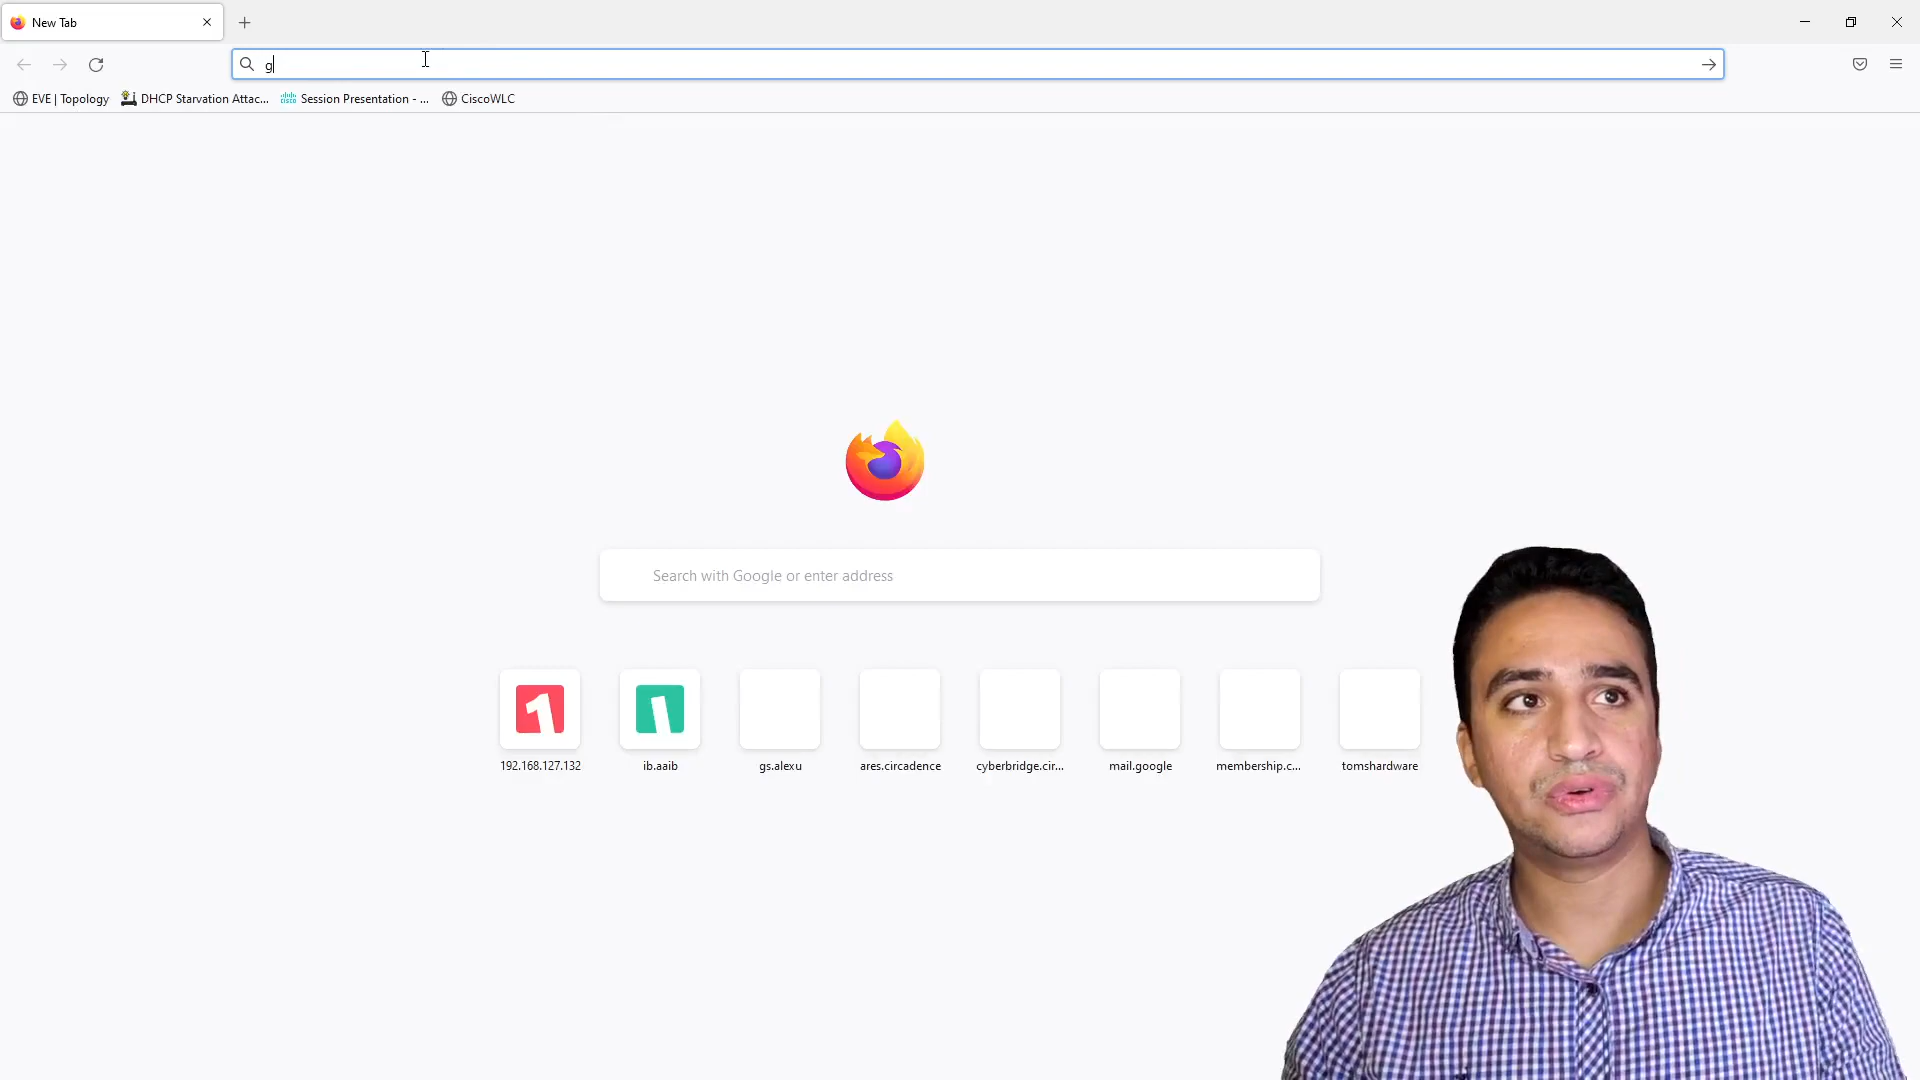 New Tab
g
EVE | Topology
DHCP Starvation Attac...
Session Presentation - ...
CiscoWLC
Search with Google or enter address
192.168.127.132
ib.aaib
gs.alexu
ares.circadence
cyberbridge.cir...
mail.google
membership.c...
tomshardware